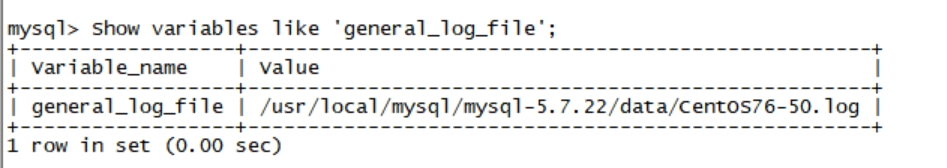 mysql> Show variables like 'general_log_file';
+------------------+----------------------------------------------------+
| Variable_name    | Value                                              |
+------------------+----------------------------------------------------+
| general_log_file | /usr/local/mysql/mysql-5.7.22/data/CentOS76-50.log |
+------------------+----------------------------------------------------+
1 row in set (0.00 sec)